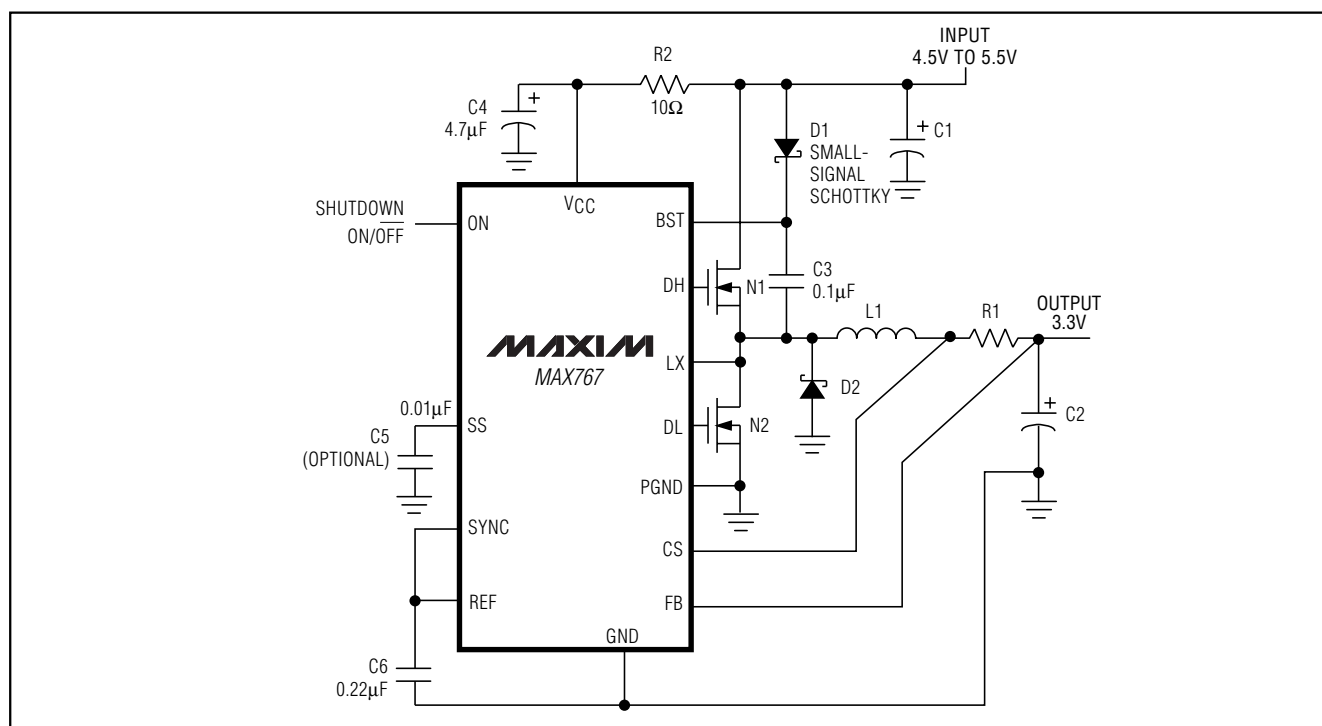 INPUT
4.5V TO 5.5V
R2
10Ω
C4
+
4.7µF
D1
SMALL-
SIGNAL
SCHOTTKY
+
C1
SHUTDOWN
ON/OFF
ON
VCC
BST
DH
N1
C3
0.1µF
L1
R1
OUTPUT
3.3V
MAXIM
MAX767
LX
D2
DL
N2
+
C2
0.01µF
SS
C5
(OPTIONAL)
PGND
SYNC
CS
REF
FB
GND
C6
0.22µF